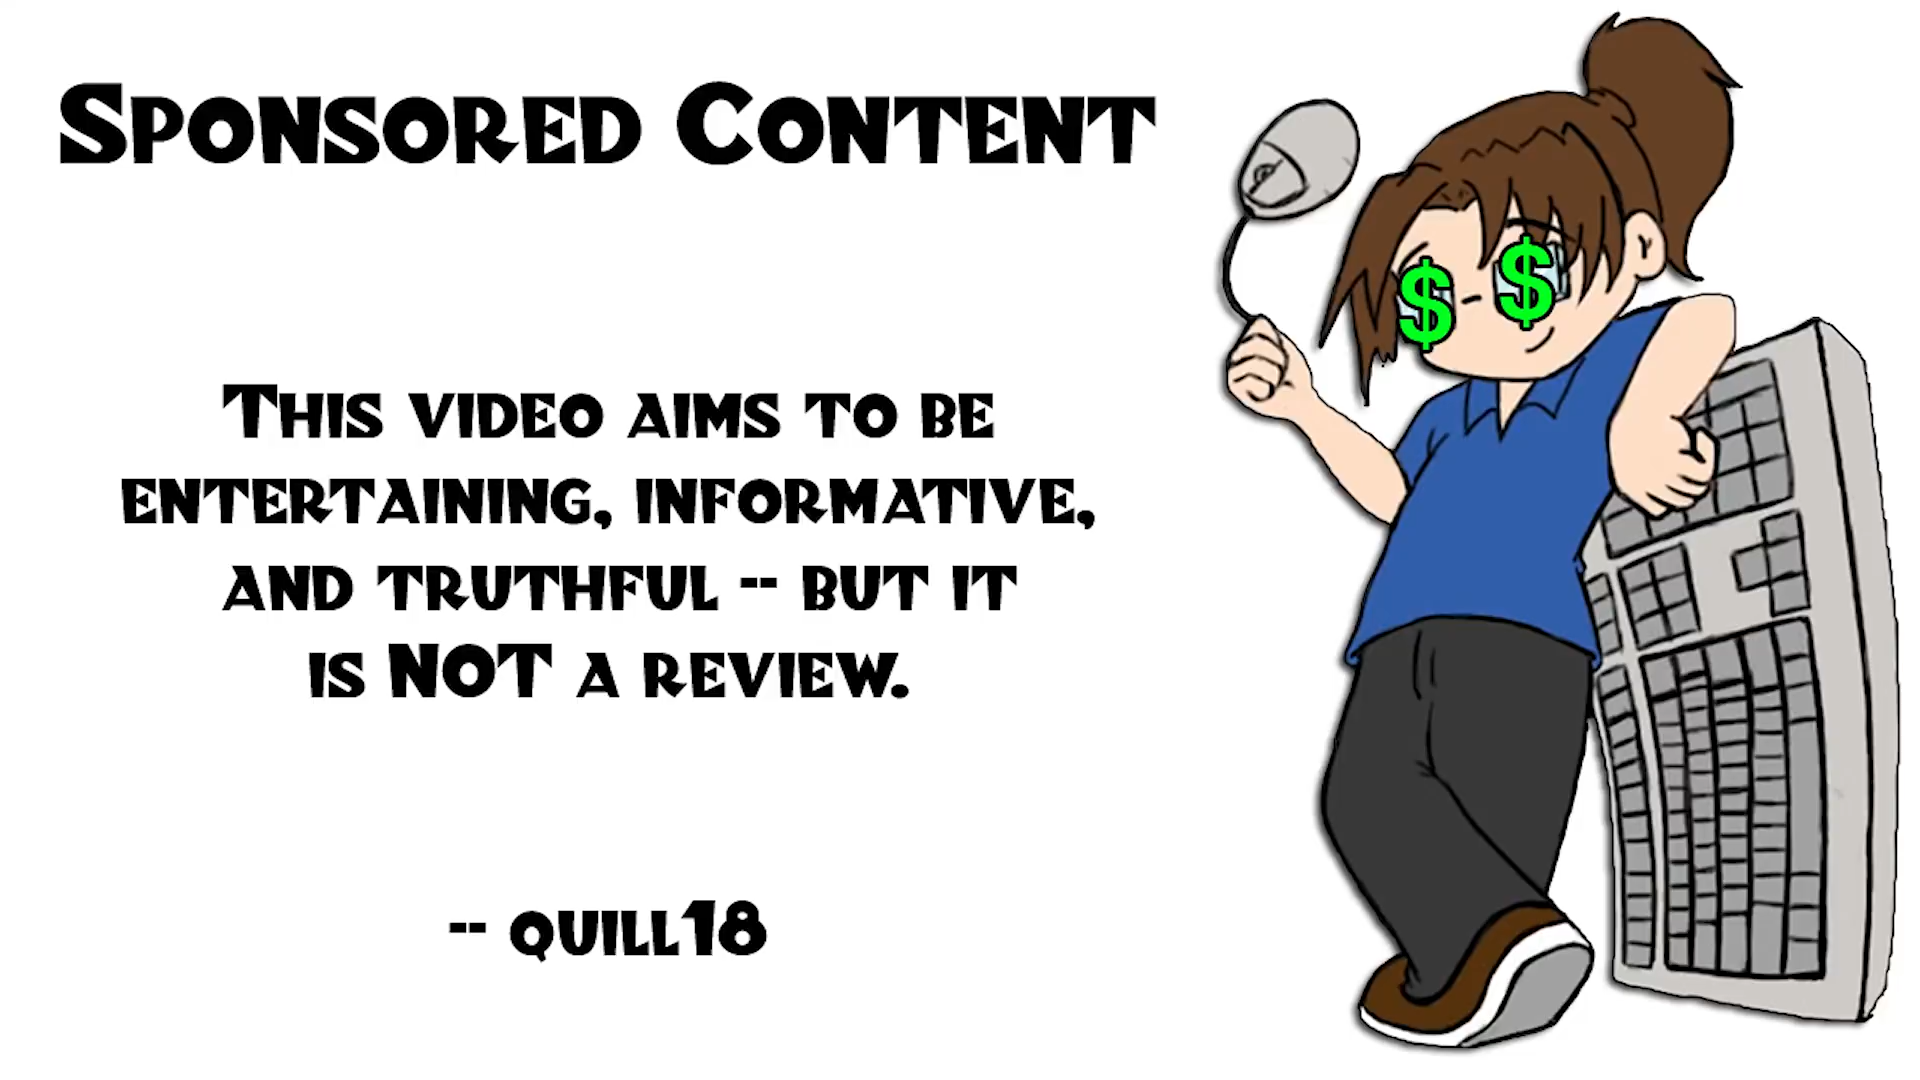 Sponsored Content
This video aims to be
entertaining, informative,
and truthful -- but it
is NOT a review.
-- quill18
$ $